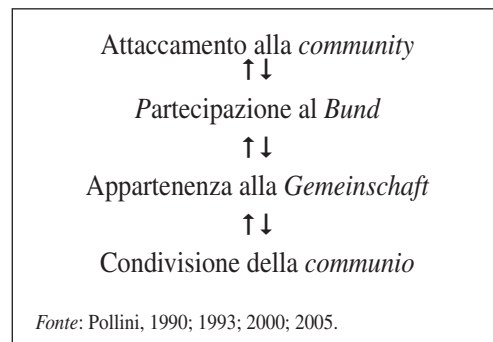 Attaccamento alla community
↑↓
Partecipazione al Bund
↑↓
Appartenenza alla Gemeinschaft
↑↓
Condivisione della communio
Fonte: Pollini, 1990; 1993; 2000; 2005.